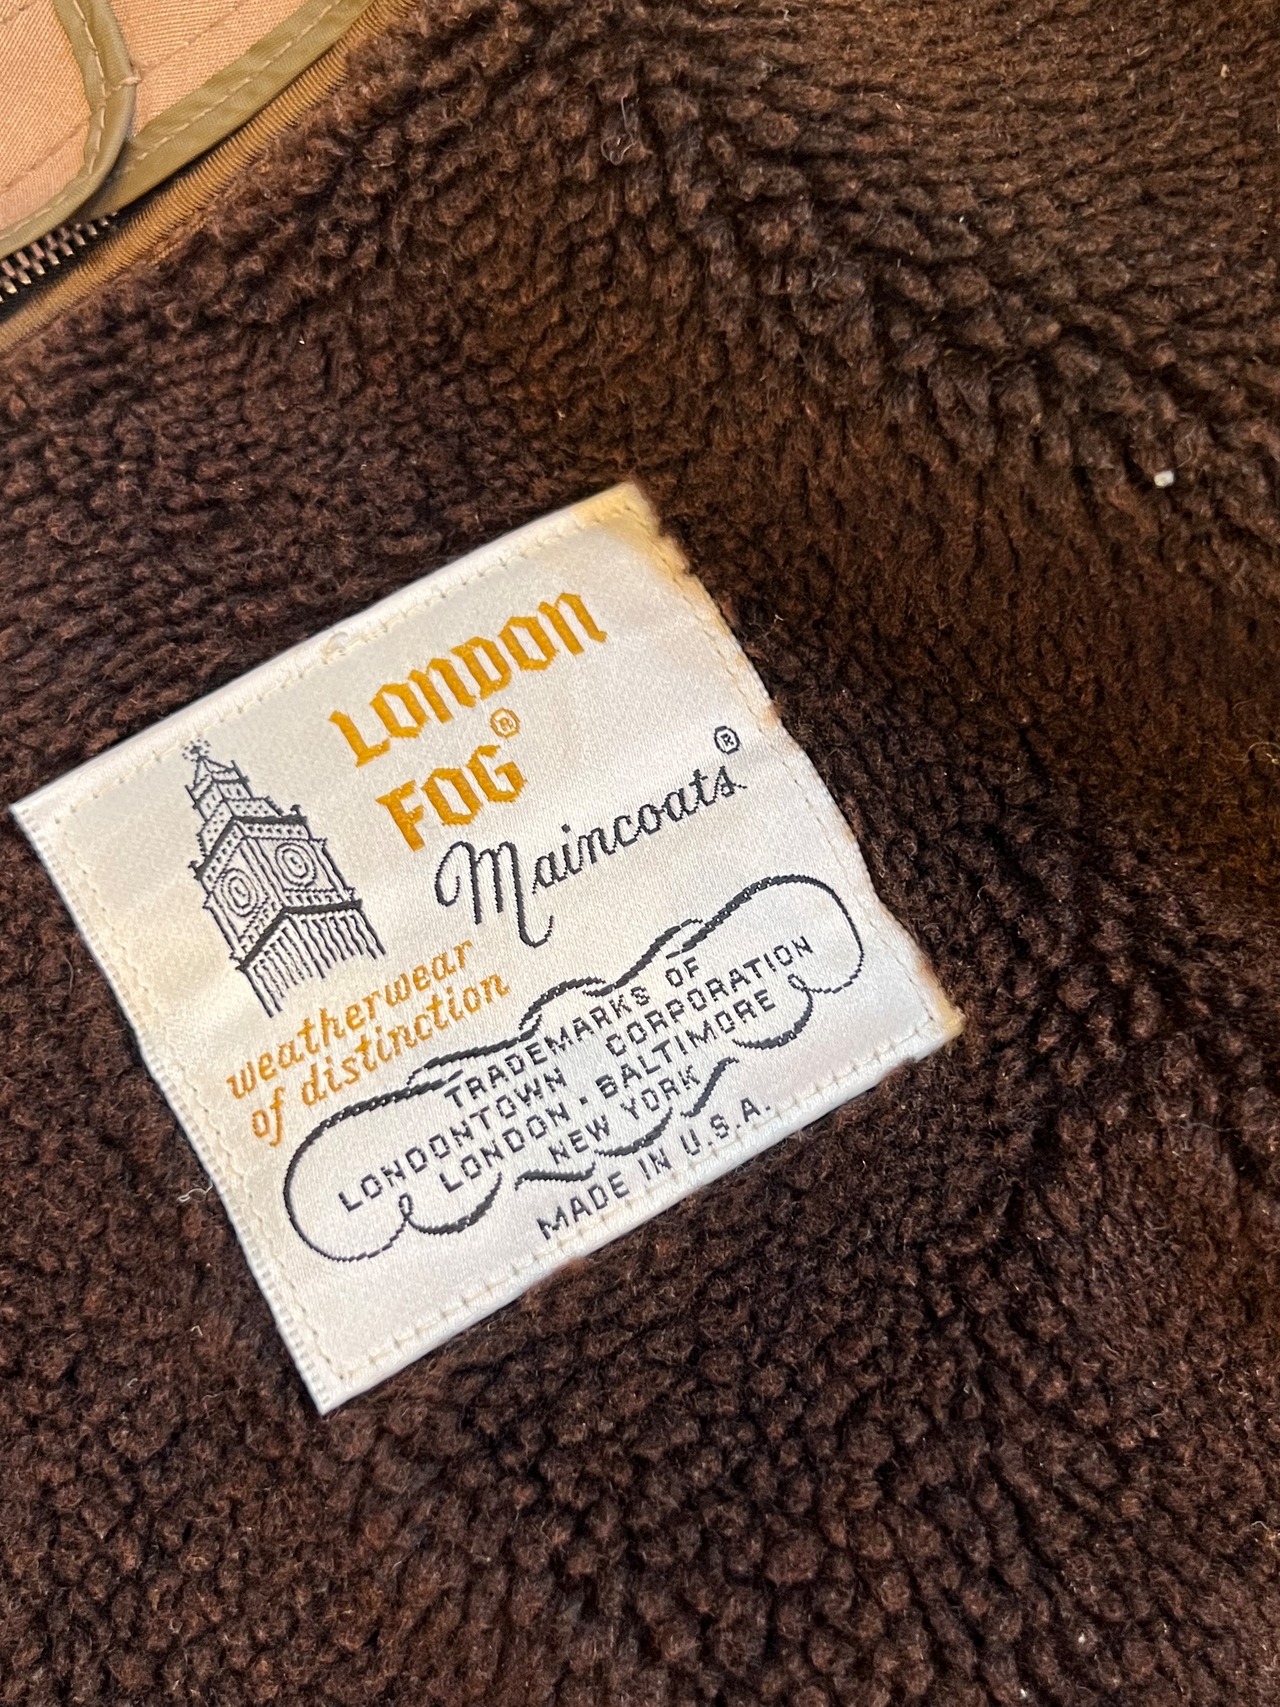 LONDON
FOG®
Maincoats®
weatherwear
of distinction
TRADEMARKS OF
LONDONTOWN CORPORATION
LONDON · BALTIMORE
NEW YORK
MADE IN U.S.A.